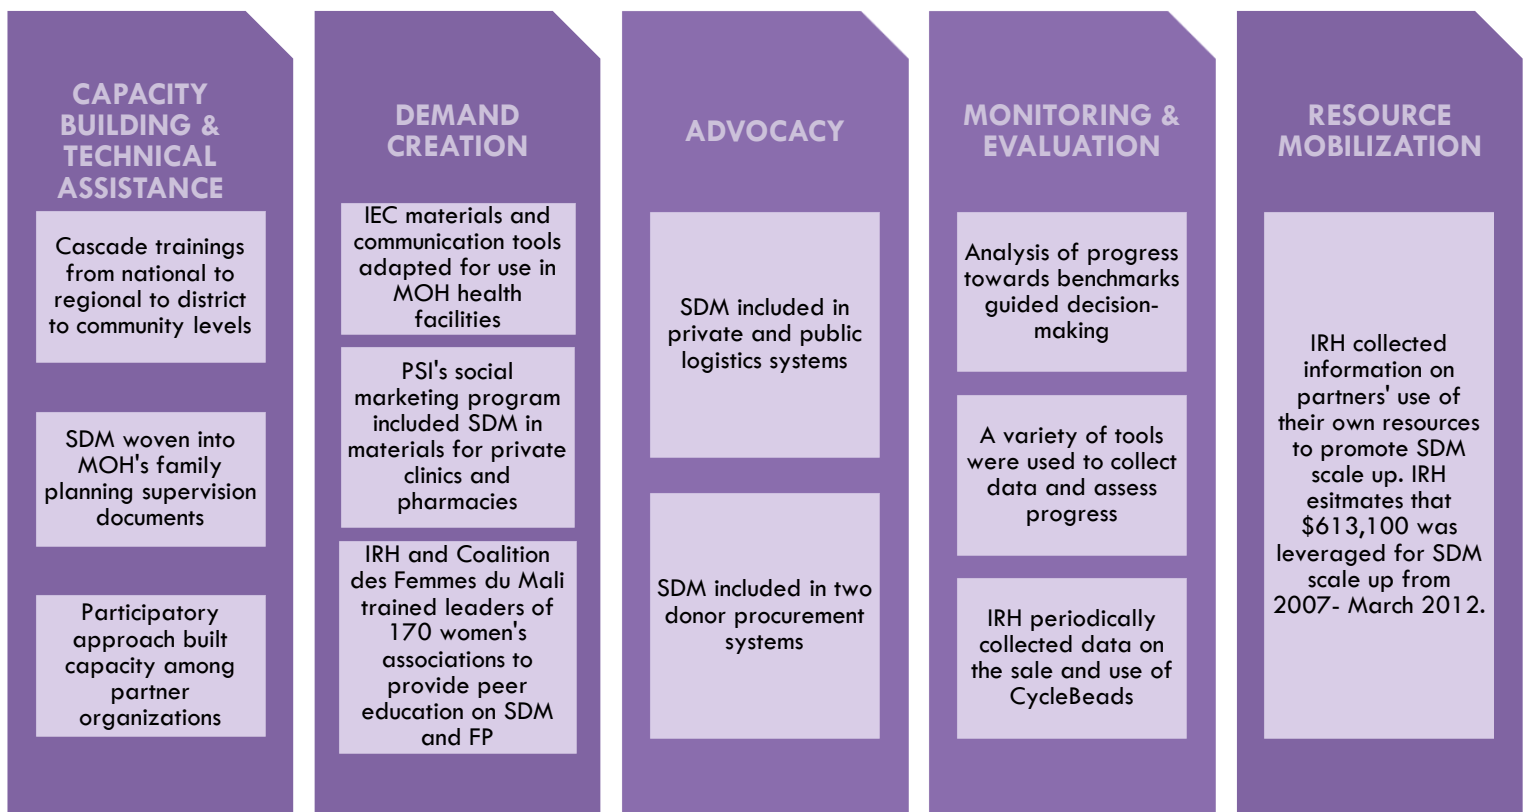 CAPACITY
BUILDING &
TECHNICAL
ASSISTANCE
Cascade trainings
from national to
regional to district
to community levels
SDM woven into
MOH's family
planning supervision
documents
Participatory
approach built
capacity among
partner
organizations
DEMAND
CREATION
IEC materials and
communication tools
adapted for use in
MOH health
facilities
PSI's social
marketing program
included SDM in
materials for private
clinics and
pharmacies
IRH and Coalition
des Femmes du Mali
trained leaders of
170 women's
associations to
provide peer
education on SDM
and FP
ADVOCACY
SDM included in
private and public
logistics systems
SDM included in two
donor procurement
systems
MONITORING &
EVALUATION
Analysis of progress
towards benchmarks
guided decision-
making
A variety of tools
were used to collect
data and assess
progress
IRH periodically
collected data on
the sale and use of
CycleBeads
RESOURCE
MOBILIZATION
IRH collected
information on
partners' use of
their own resources
to promote SDM
scale up. IRH
esitmates that
$613,100 was
leveraged for SDM
scale up from
2007- March 2012.